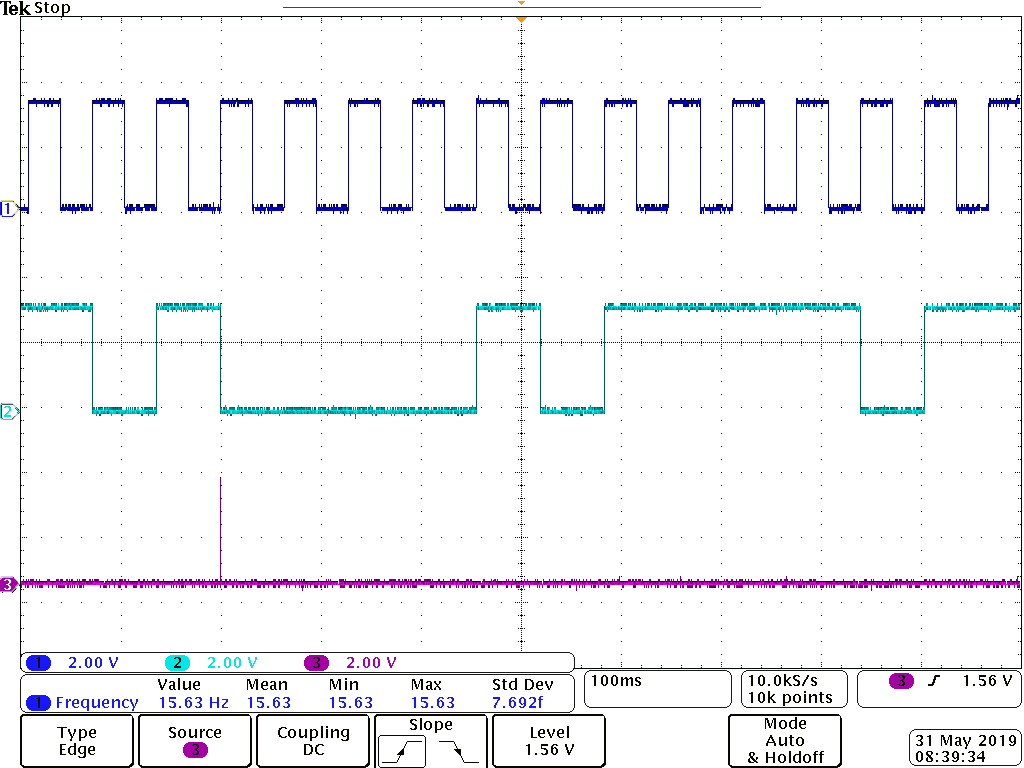 Tek Stop
1
2
3
1 2.00 V 2 2.00 V 3 2.00 V
Value Mean Min Max Std Dev
1 Frequency 15.63 Hz 15.63 15.63 15.63 7.692f
100ms
10.0kS/s
10k points
3 1.56 V
Type
Edge
Source
3
Coupling
DC
Slope
Level
1.56 V
Mode
Auto
& Holdoff
31 May 2019
08:39:34